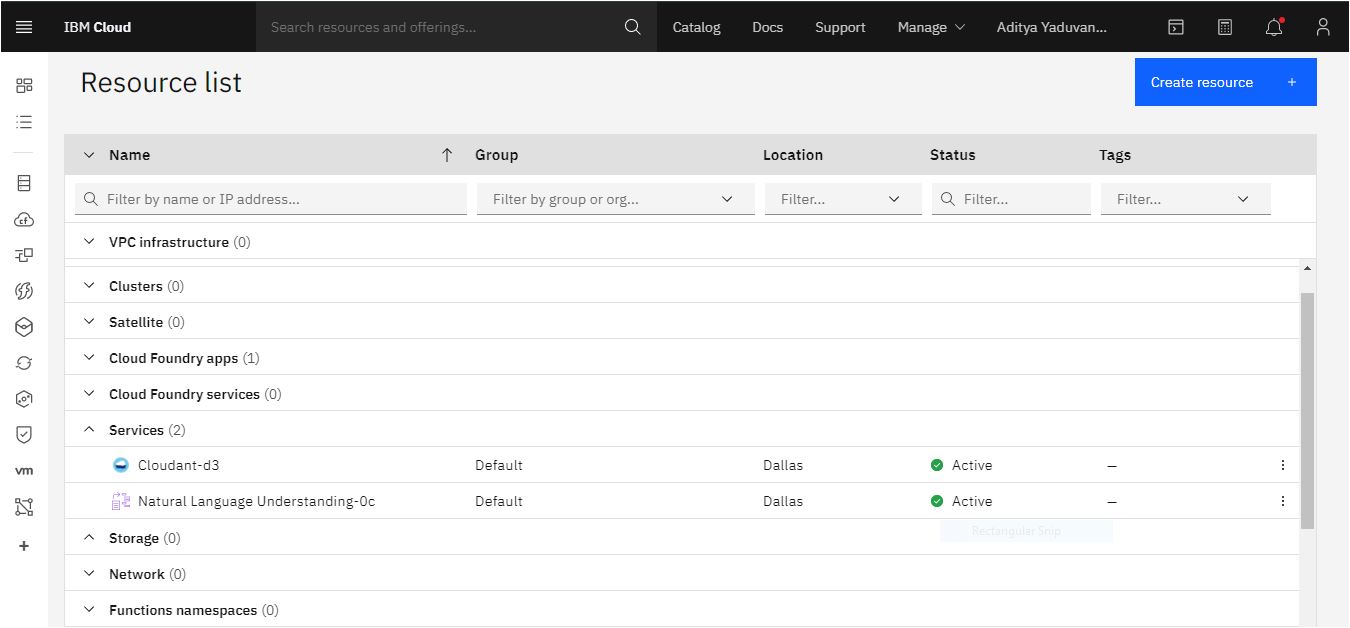 IBM Cloud Search resources and offerings... Catalog Docs Support Manage Aditya Yaduvan...
Resource list
Create resource +
Name Group Location Status Tags
Filter by name or IP address... Filter by group or org... Filter... Filter... Filter...
VPC infrastructure (0)
Clusters (0)
Satellite (0)
Cloud Foundry apps (1)
Cloud Foundry services (0)
Services (2)
Cloudant-d3 Default Dallas Active –
Natural Language Understanding-0c Default Dallas Active –
Rectangular Snip
Storage (0)
vm
Network (0)
Functions namespaces (0)